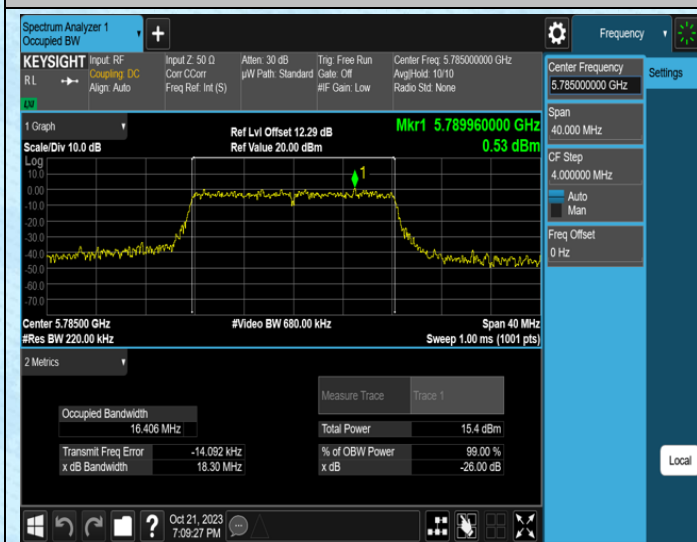 Spectrum Analyzer 1
Occupied BW
+
Frequency
KEYSIGHT
R L
LXI
Input: RF
Coupling: DC
Align: Auto
Input Z: 50 Ω
Corr CCorr
Freq Ref: Int (S)
Atten: 30 dB
µW Path: Standard
Trig: Free Run
Gate: Off
#IF Gain: Low
Center Freq: 5.785000000 GHz
Avg|Hold: 10/10
Radio Std: None
Center Frequency
5.785000000 GHz
Settings
Span
40.000 MHz
CF Step
4.000000 MHz
Auto
Man
Freq Offset
0 Hz
Local
1 Graph
Scale/Div 10.0 dB
Ref Lvl Offset 12.29 dB
Ref Value 20.00 dBm
Mkr1 5.789960000 GHz
0.53 dBm
Log
10.0
0.00
-10.0
-20.0
-30.0
-40.0
-50.0
-60.0
-70.0
1
Center 5.78500 GHz
#Res BW 220.00 kHz
#Video BW 680.00 kHz
Span 40 MHz
Sweep 1.00 ms (1001 pts)
2 Metrics
Measure Trace
Trace 1
Occupied Bandwidth
16.406 MHz
Total Power
15.4 dBm
Transmit Freq Error
-14.092 kHz
% of OBW Power
99.00 %
x dB Bandwidth
18.30 MHz
x dB
-26.00 dB
?
Oct 21, 2023
7:09:27 PM